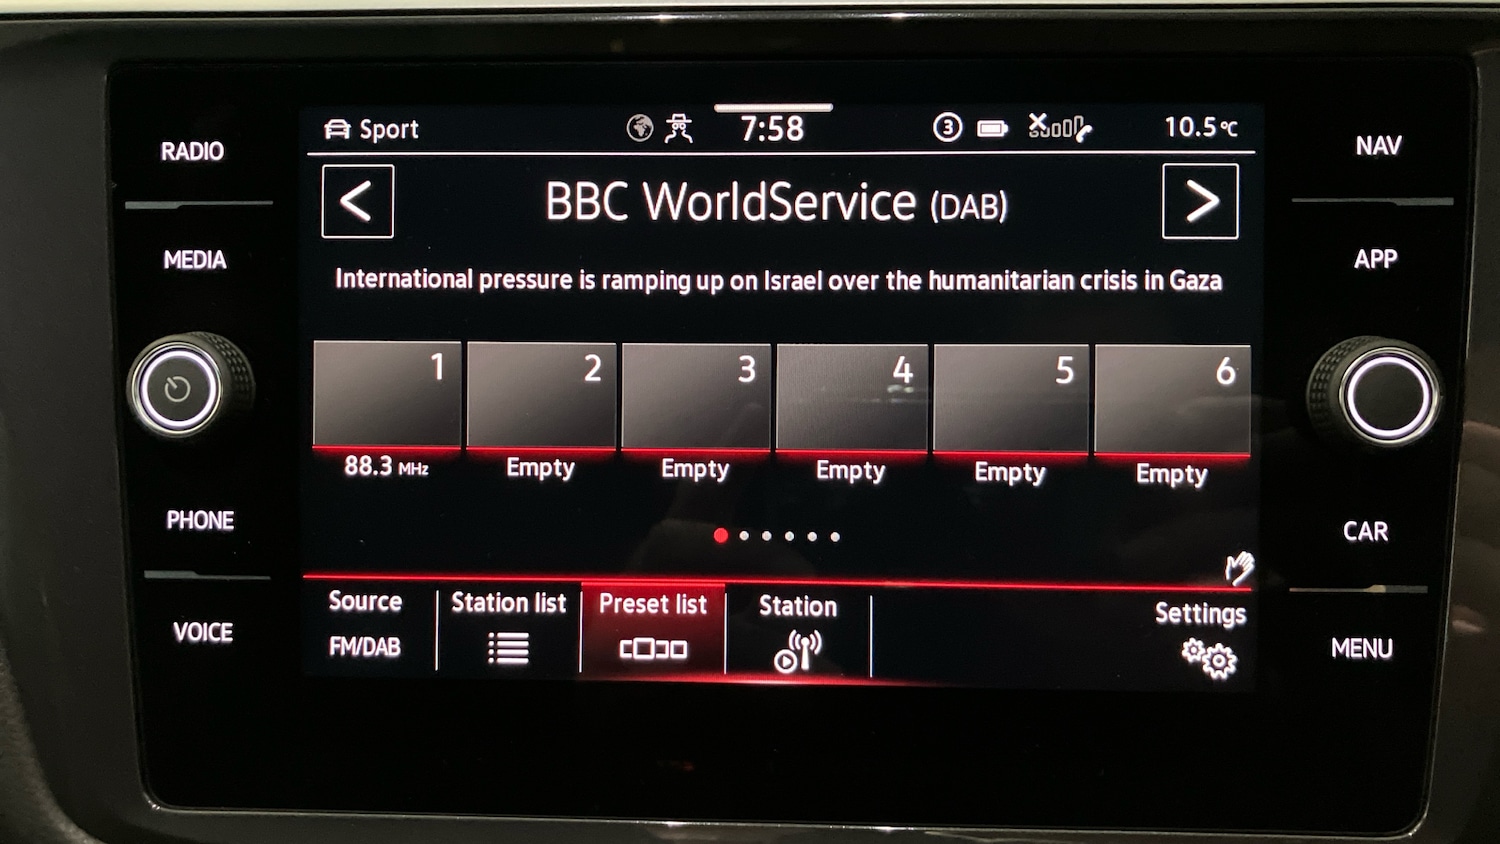 RADIO
MEDIA
PHONE
VOICE
Sport
7:58
3
10.5°C
<
BBC WorldService (DAB)
>
International pressure is ramping up on Israel over the humanitarian crisis in Gaza
1 2 3 4 5 6
88.3 MHz Empty Empty Empty Empty Empty
Source Station list Preset list Station Settings
FM/DAB
NAV
APP
CAR
MENU